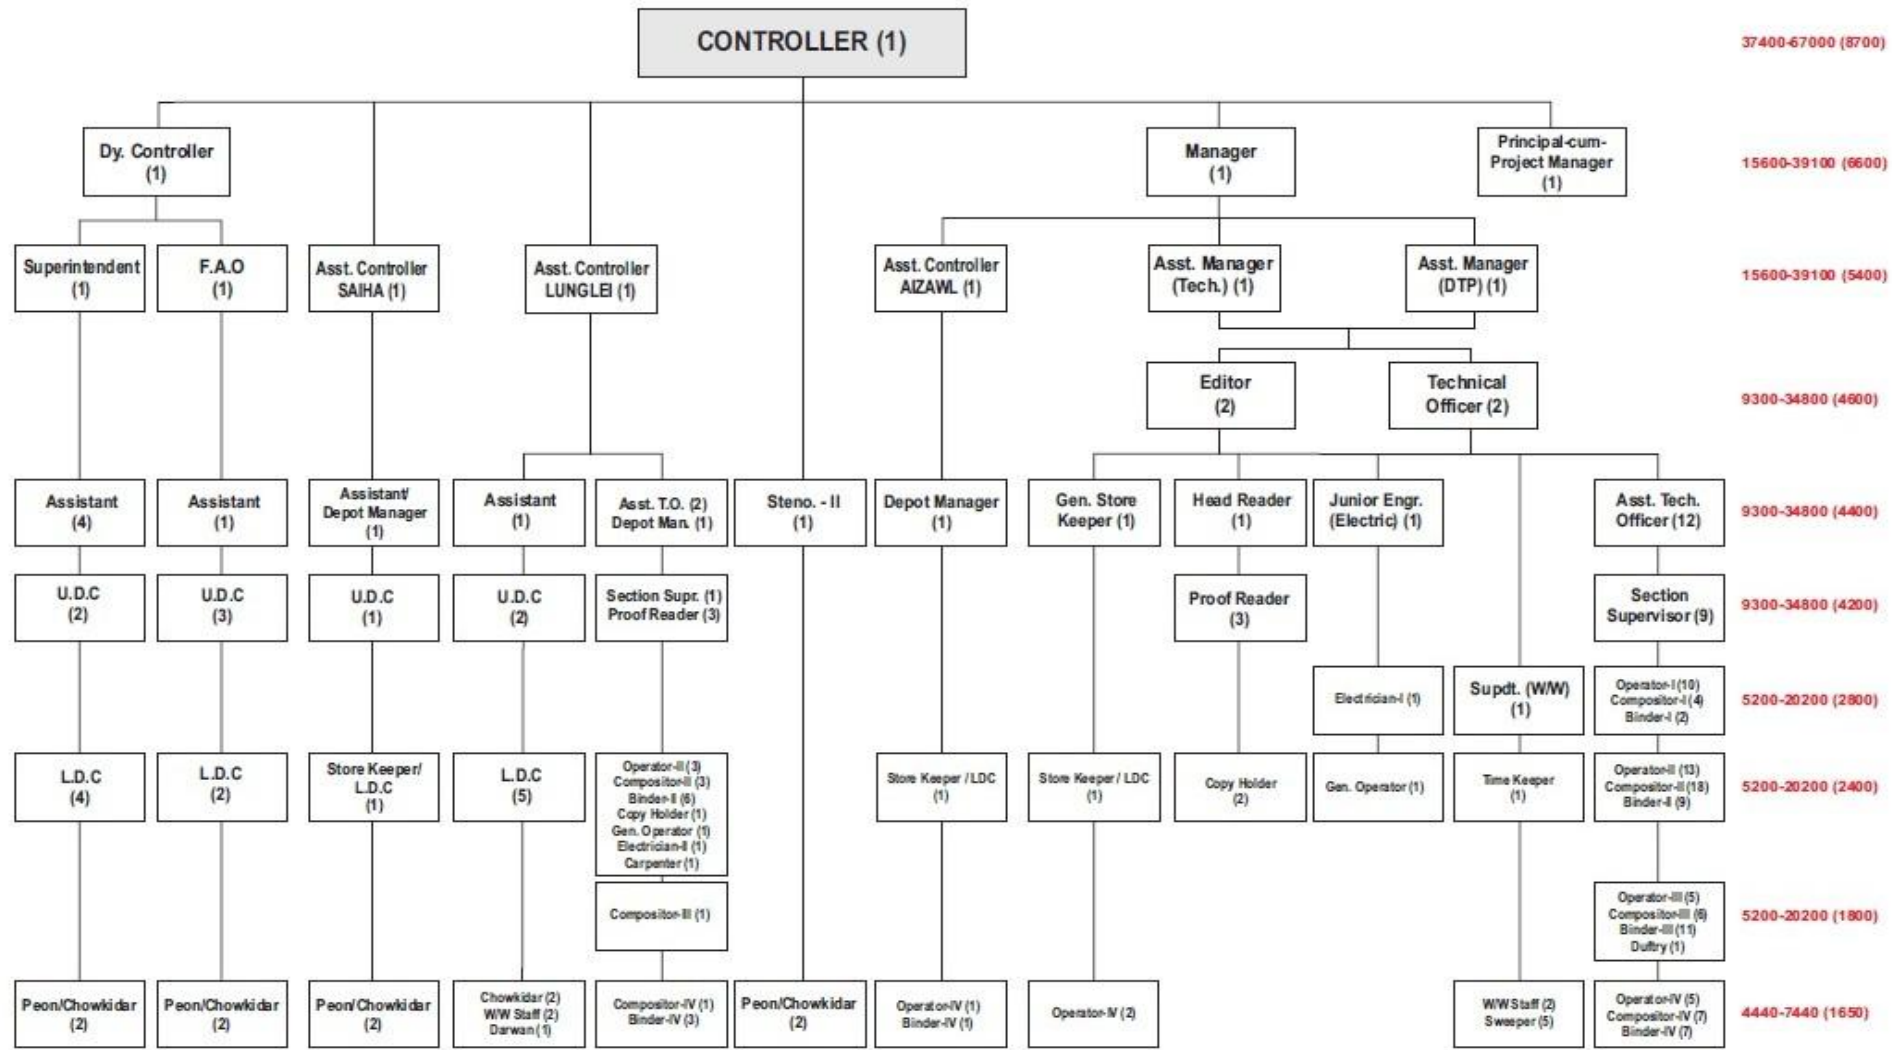 CONTROLLER (1)
37400-67000 (8700)
Dy. Controller
(1)
Manager
(1)
Principal-cum-
Project Manager
(1)
15600-39100 (6600)
Superintendent
(1)
F.A.O
(1)
Asst. Controller
SAIHA (1)
Asst. Controller
LUNGLEI (1)
Asst. Controller
AIZAWL (1)
Asst. Manager
(Tech.) (1)
Asst. Manager
(DTP) (1)
15600-39100 (5400)
Editor
(2)
Technical
Officer (2)
9300-34800 (4600)
Assistant
(4)
Assistant
(1)
Assistant/
Depot Manager
(1)
Assistant
(1)
Asst. T.O. (2)
Depot Man. (1)
Steno. - II
(1)
Depot Manager
(1)
Gen. Store
Keeper (1)
Head Reader
(1)
Junior Engr.
(Electric) (1)
Asst. Tech.
Officer (12)
9300-34800 (4400)
U.D.C
(2)
U.D.C
(3)
U.D.C
(1)
U.D.C
(2)
Section Supr. (1)
Proof Reader (3)
Proof Reader
(3)
Section
Supervisor (9)
9300-34800 (4200)
Electrician-I (1)
Supdt. (W/W)
(1)
Operator-I (10)
Compositor-I (4)
Binder-I (2)
5200-20200 (2800)
L.D.C
(4)
L.D.C
(2)
Store Keeper/
L.D.C
(1)
L.D.C
(5)
Operator-II (3)
Compositor-II (3)
Binder-II (6)
Copy Holder (1)
Gen. Operator (1)
Electrician-II (1)
Carpenter (1)
Store Keeper / LDC
(1)
Store Keeper / LDC
(1)
Copy Holder
(2)
Gen. Operator (1)
Time Keeper
(1)
Operator-II (13)
Compositor-II (18)
Binder-II (9)
5200-20200 (2400)
Compositor-III (1)
Operator-III (5)
Compositor-III (6)
Binder-III (11)
Duftry (1)
5200-20200 (1800)
Peon/Chowkidar
(2)
Peon/Chowkidar
(2)
Peon/Chowkidar
(2)
Chowkidar (2)
W/W Staff (2)
Darwan (1)
Compositor-IV (1)
Binder-IV (3)
Peon/Chowkidar
(2)
Operator-IV (1)
Binder-IV (1)
Operator-IV (2)
W/W Staff (2)
Sweeper (5)
Operator-IV (5)
Compositor-IV (7)
Binder-IV (7)
4440-7440 (1650)